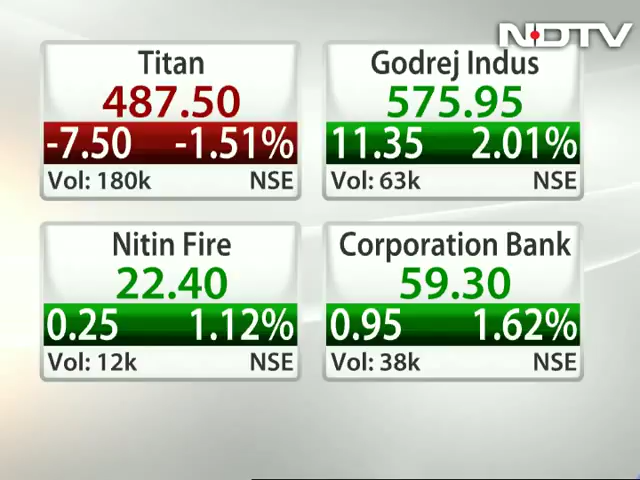 NDTV
Titan
487.50
-7.50 -1.51%
Vol: 180k NSE
Godrej Indus
575.95
11.35 2.01%
Vol: 63k NSE
Nitin Fire
22.40
0.25 1.12%
Vol: 12k NSE
Corporation Bank
59.30
0.95 1.62%
Vol: 38k NSE